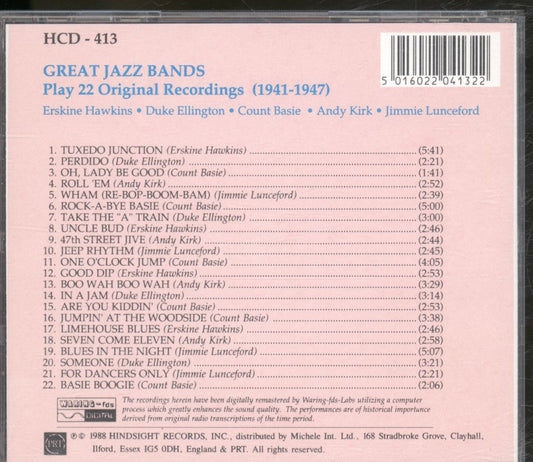 HCD - 413
GREAT JAZZ BANDS
Play 22 Original Recordings (1941-1947)
Erskine Hawkins • Duke Ellington • Count Basie • Andy Kirk • Jimmie Lunceford
5 016022 041322
1. TUXEDO JUNCTION (Erskine Hawkins) (5:41)
2. PERDIDO (Duke Ellington) (2:21)
3. OH, LADY BE GOOD (Count Basie) (1:41)
4. ROLL 'EM (Andy Kirk) (2:52)
5. WHAM (RE-BOP-BOOM-BAM) (Jimmie Lunceford) (2:39)
6. ROCK-A-BYE BASIE (Count Basie) (5:00)
7. TAKE THE "A" TRAIN (Duke Ellington) (3:00)
8. UNCLE BUD (Erskine Hawkins) (2:46)
9. 47th STREET JIVE (Andy Kirk) (2:44)
10. JEEP RHYTHM (Jimmie Lunceford) (2:45)
11. ONE O'CLOCK JUMP (Count Basie) (4:05)
12. GOOD DIP (Erskine Hawkins) (2:53)
13. BOO WAH BOO WAH (Andy Kirk) (3:29)
14. IN A JAM (Duke Ellington) (3:14)
15. ARE YOU KIDDIN' (Count Basie) (2:53)
16. JUMPIN' AT THE WOODSIDE (Count Basie) (3:38)
17. LIMEHOUSE BLUES (Erskine Hawkins) (2:46)
18. SEVEN COME ELEVEN (Andy Kirk) (2:58)
19. BLUES IN THE NIGHT (Jimmie Lunceford) (5:07)
20. SOMEONE (Duke Ellington) (3:21)
21. FOR DANCERS ONLY (Jimmie Lunceford) (2:21)
22. BASIE BOOGIE (Count Basie) (2:06)
WARING fds
DIGITAL
The recordings herein have been digitally remastered by Waring-fds-Labs utilizing a computer
process which greatly enhances the sound quality. The performances are of historical importance
derived from original radio transcriptions of the time period.
PRT
℗ © 1988 HINDSIGHT RECORDS, INC., distributed by Michele Int. Ltd., 168 Stradbroke Grove, Clayhall,
Ilford, Essex IG5 0DH, England & PRT. All rights reserved.